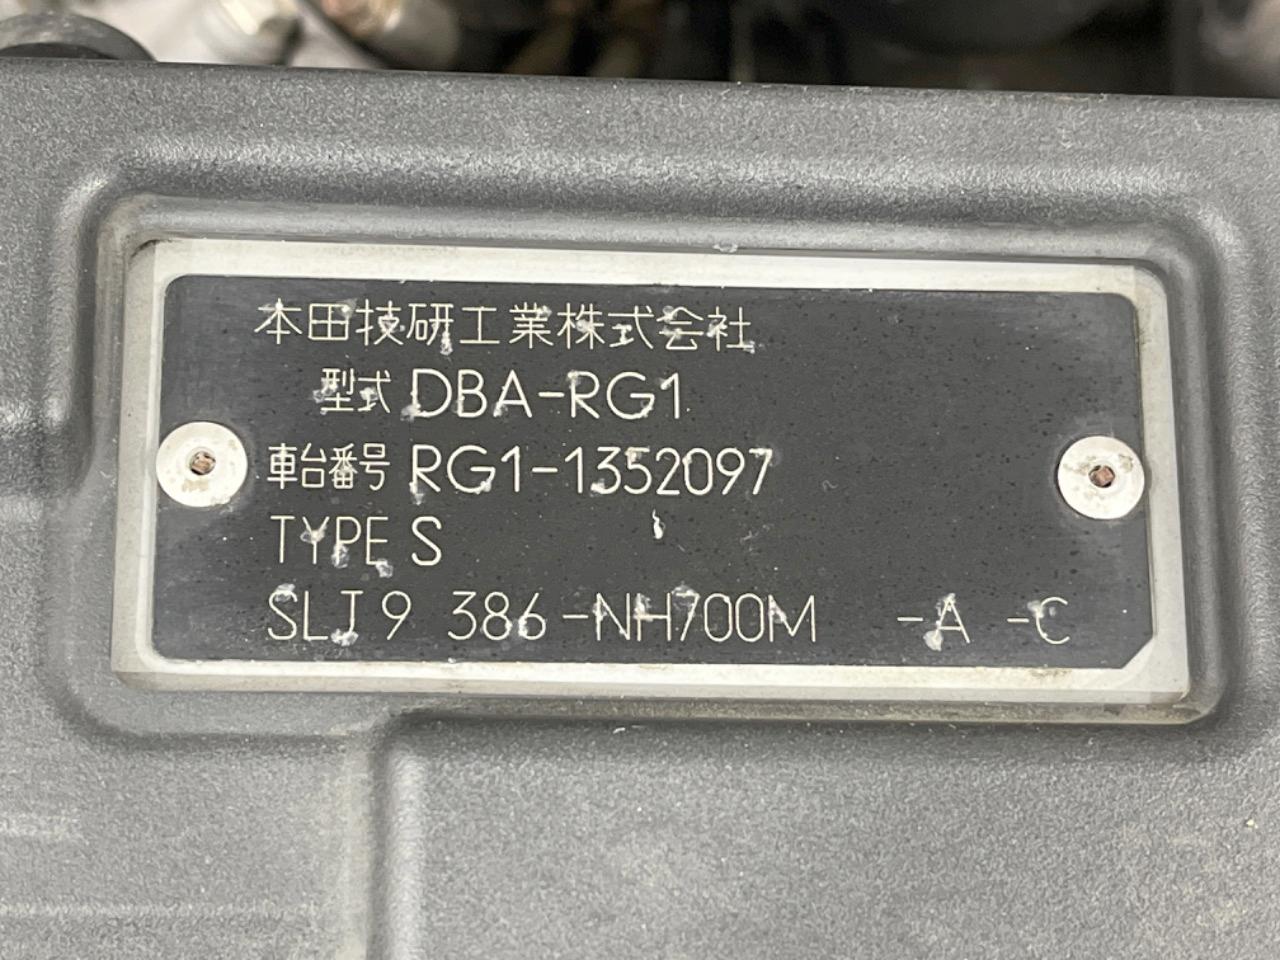 本田技研工業株式会社
型式 DBA-RG1
車台番号 RG1-1352097
TYPE S
SLJ9 386-NH700M -A -C